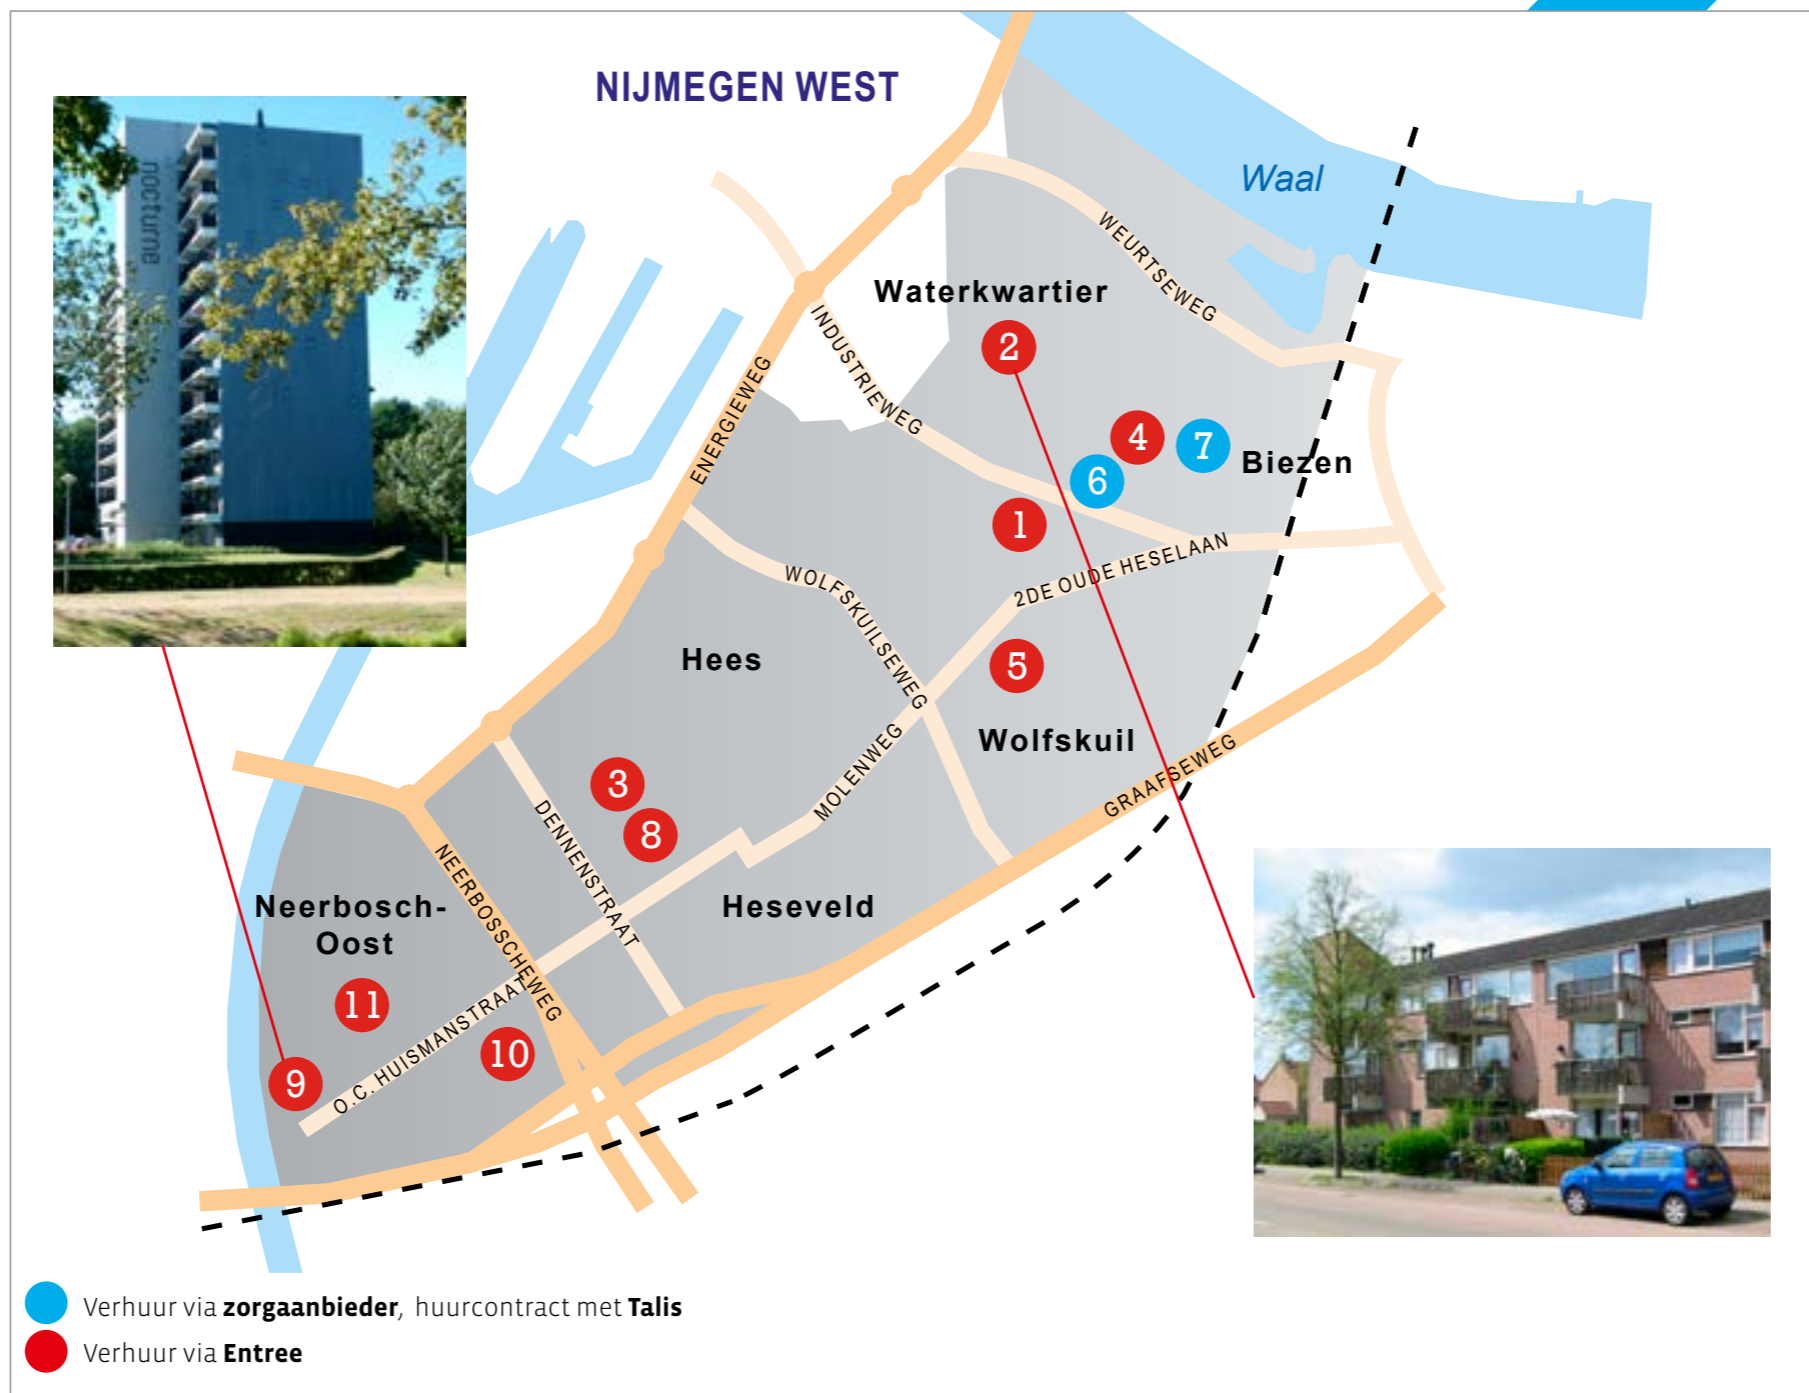 NIJMEGEN WEST
nocturne
Waal
WEURTSEWEG
Waterkwartier
INDUSTRIEWEG
2
ENERGIEWEG
4
7
Biezen
6
1
2DE OUDE HESELAAN
WOLFSKUILSEWEG
Hees
5
Wolfskuil
MOLENWEG
GRAAFSEWEG
3
8
DENNENSTRAAT
NEERBOSSCHEWEG
Neerbosch-
Oost
Heseveld
11
O.C. HUISMANSTRAAT
10
9
Verhuur via zorgaanbieder, huurcontract met Talis
Verhuur via Entree